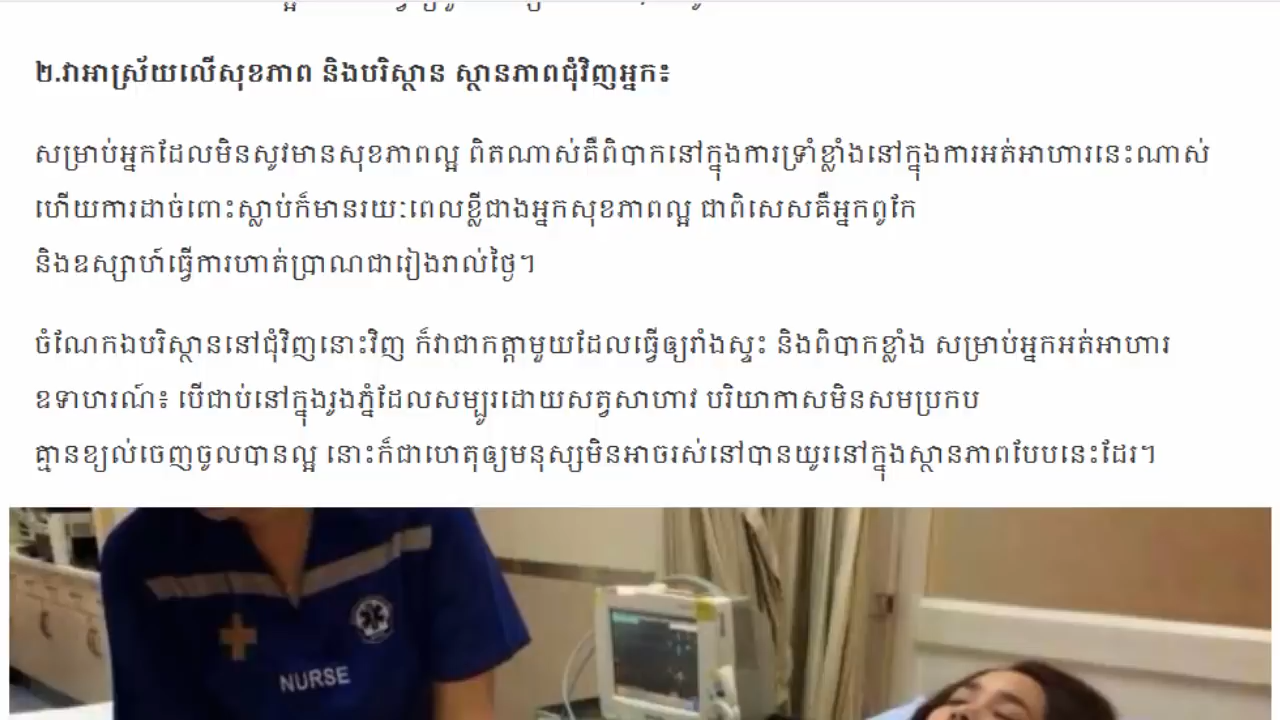 ២.វាអាស្រ័យលើសុខភាព និងបរិស្ថាន ស្ថានភាពជុំវិញអ្នក៖
សម្រាប់អ្នកដែលមិនសូវមានសុខភាពល្អ ពិតណាស់គឺពិបាកនៅក្នុងការទ្រាំខ្លាំងនៅក្នុងការអត់អាហារនេះណាស់
ហើយការដាច់ពោះស្លាប់ក៏មានរយៈពេលខ្លីជាងអ្នកសុខភាពល្អ ជាពិសេសគឺអ្នកពូកែ
និងឧស្សាហ៍ធ្វើការហាត់ប្រាណជារៀងរាល់ថ្ងៃ។
ចំណែកឯបរិស្ថាននៅជុំវិញនោះវិញ ក៏វាជាកត្តាមួយដែលធ្វើឲ្យរាំងស្ទះ និងពិបាកខ្លាំង សម្រាប់អ្នកអត់អាហារ
ឧទាហរណ៍៖ បើជាប់នៅក្នុងរូងភ្នំដែលសម្បូរដោយសត្វសាហាវ បរិយាកាសមិនសមប្រកប
គ្មានខ្យល់ចេញចូលបានល្អ នោះក៏ជាហេតុឲ្យមនុស្សមិនអាចរស់នៅបានយូរនៅក្នុងស្ថានភាពបែបនេះដែរ។
NURSE